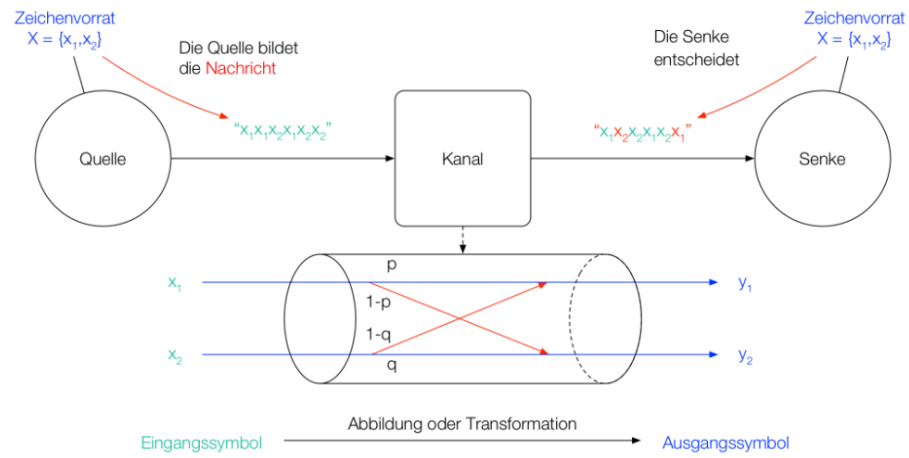 Zeichenvorrat
X = {x₁,x₂}
Die Quelle bildet
die Nachricht
Die Senke
entscheidet
Zeichenvorrat
X = {x₁,x₂}
“x₁x₁x₂x₁x₂x₂”
“x₁x₂x₂x₁x₂x₁”
Quelle
Kanal
Senke
p
x₁
y₁
1-p
1-q
x₂
y₂
q
Abbildung oder Transformation
Eingangssymbol
Ausgangssymbol